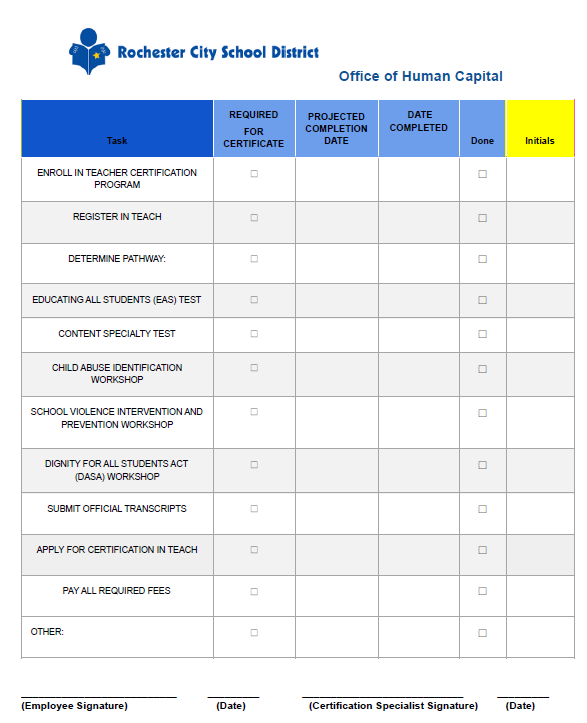 Rochester City School District
Office of Human Capital
Task
REQUIRED
FOR
CERTIFICATE
PROJECTED
COMPLETION
DATE
DATE
COMPLETED
Done
Initials
ENROLL IN TEACHER CERTIFICATION
PROGRAM
REGISTER IN TEACH
DETERMINE PATHWAY:
EDUCATING ALL STUDENTS (EAS) TEST
CONTENT SPECIALTY TEST
CHILD ABUSE IDENTIFICATION
WORKSHOP
SCHOOL VIOLENCE INTERVENTION AND
PREVENTION WORKSHOP
DIGNITY FOR ALL STUDENTS ACT
(DASA) WORKSHOP
SUBMIT OFFICIAL TRANSCRIPTS
APPLY FOR CERTIFICATION IN TEACH
PAY ALL REQUIRED FEES
OTHER:
(Employee Signature) (Date) (Certification Specialist Signature) (Date)